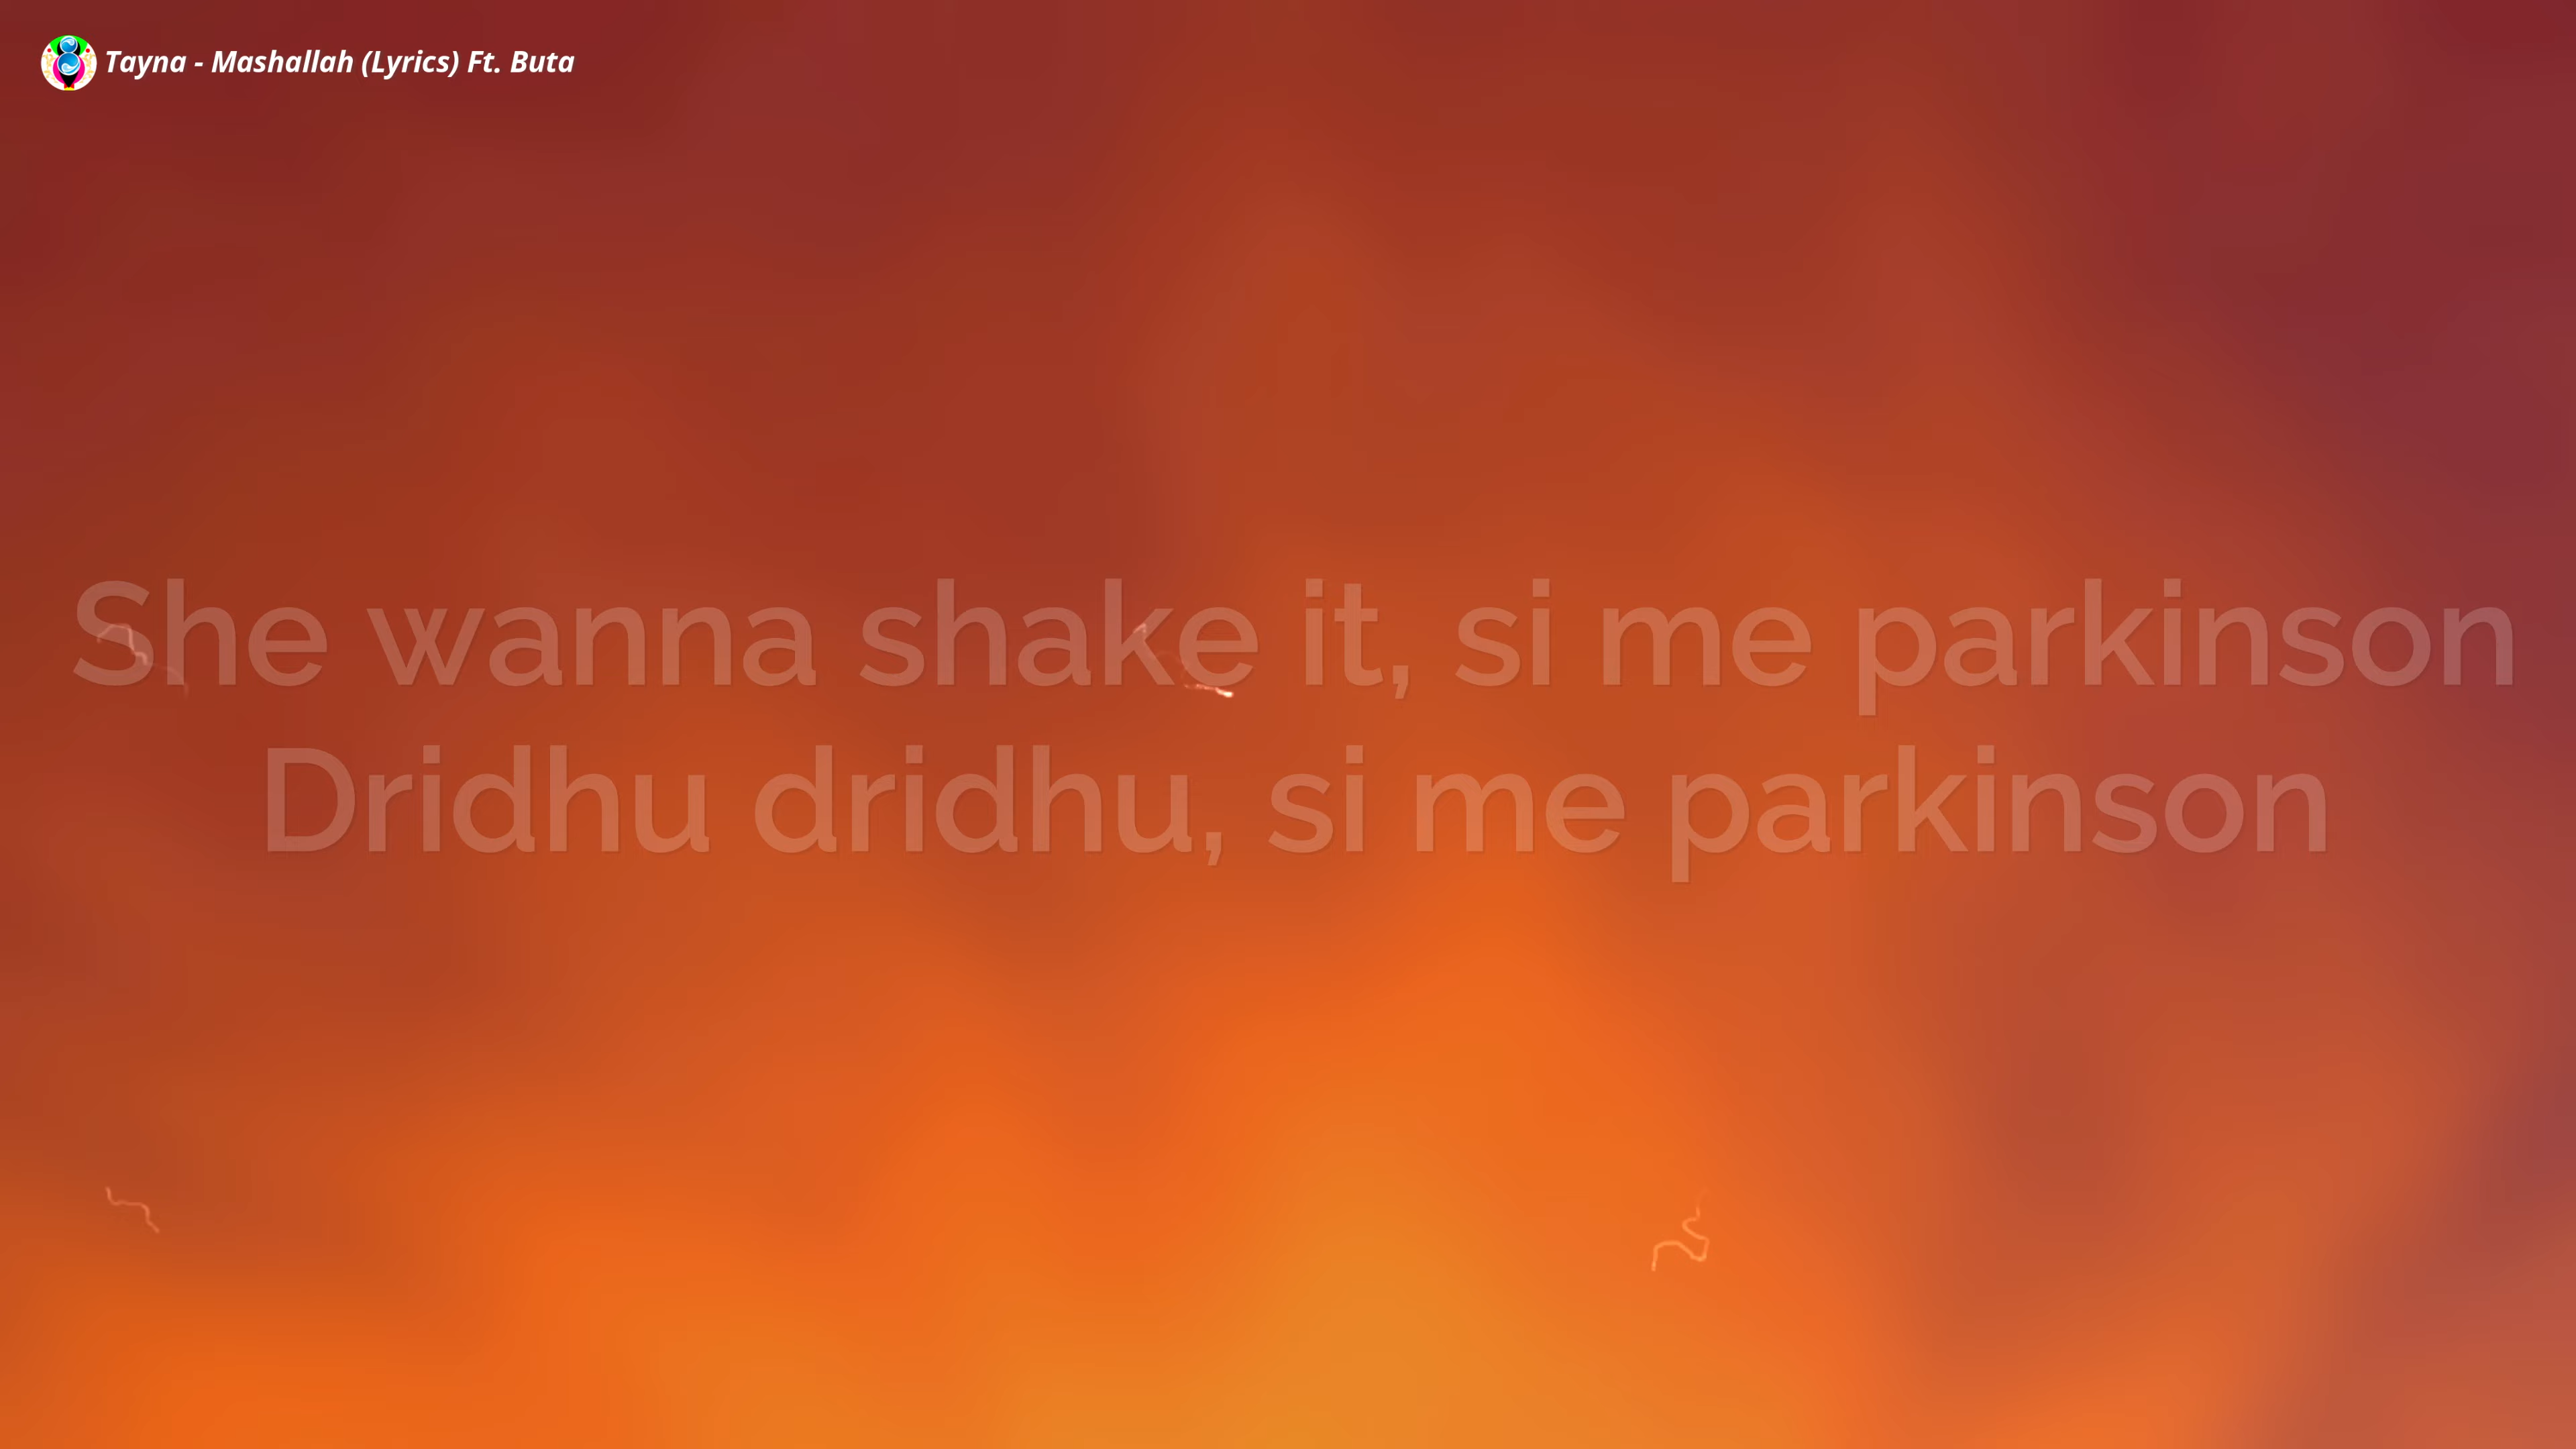 Tayna - Mashallah (Lyrics) Ft. Buta
She wanna shake it, si me parkinson
Dridhu dridhu, si me parkinson